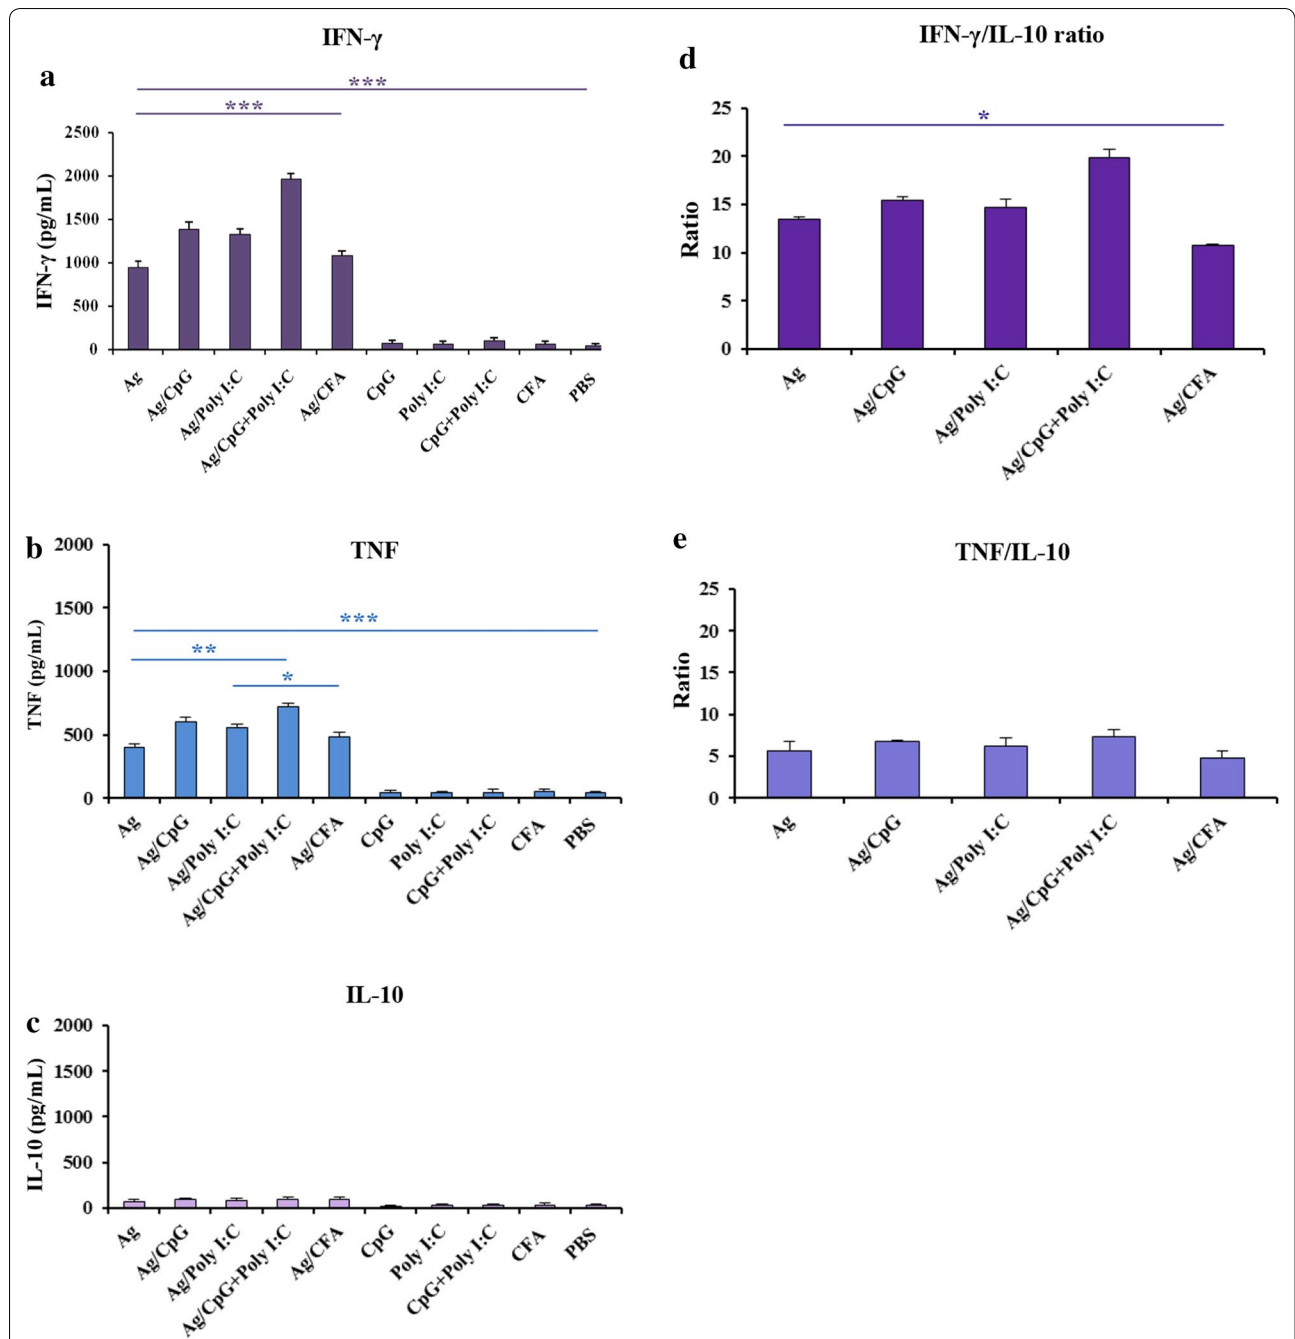 a
IFN-γ
***
***
IFN-γ (pg/mL)
2500
2000
1500
1000
500
0
Ag
Ag/CpG
Ag/Poly I:C
Ag/CpG+Poly I:C
Ag/CFA
CpG
Poly I:C
CpG+Poly I:C
CFA
PBS
b
TNF
***
**
*
TNF (pg/mL)
2000
1500
1000
500
0
Ag
Ag/CpG
Ag/Poly I:C
Ag/CpG+Poly I:C
Ag/CFA
CpG
Poly I:C
CpG+Poly I:C
CFA
PBS
c
IL-10
IL-10 (pg/mL)
2000
1500
1000
500
0
Ag
Ag/CpG
Ag/Poly I:C
Ag/CpG+Poly I:C
Ag/CFA
CpG
Poly I:C
CpG+Poly I:C
CFA
PBS
d
IFN-γ/IL-10 ratio
*
Ratio
25
20
15
10
5
0
Ag
Ag/CpG
Ag/Poly I:C
Ag/CpG+Poly I:C
Ag/CFA
e
TNF/IL-10
Ratio
25
20
15
10
5
0
Ag
Ag/CpG
Ag/Poly I:C
Ag/CpG+Poly I:C
Ag/CFA